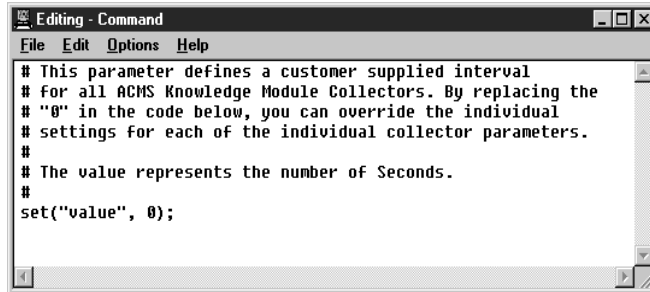 Editing - Command
File Edit Options Help
# This parameter defines a customer supplied interval
# for all ACMS Knowledge Module Collectors. By replacing the
# "0" in the code below, you can override the individual
# settings for each of the individual collector parameters.
#
# The value represents the number of Seconds.
#
set("value", 0);